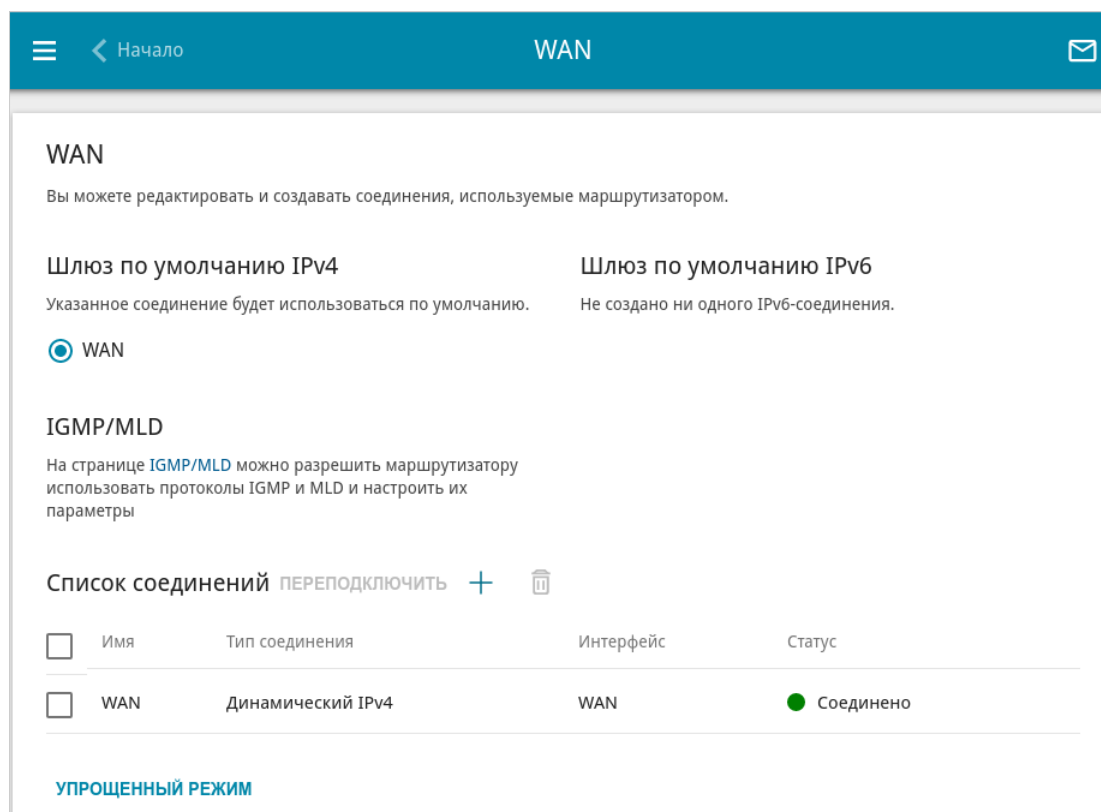 Начало
WAN
WAN
Вы можете редактировать и создавать соединения, используемые маршрутизатором.
Шлюз по умолчанию IPv4
Указанное соединение будет использоваться по умолчанию.
WAN
Шлюз по умолчанию IPv6
Не создано ни одного IPv6-соединения.
IGMP/MLD
На странице IGMP/MLD можно разрешить маршрутизатору
использовать протоколы IGMP и MLD и настроить их
параметры
Список соединений ПЕРЕПОДКЛЮЧИТЬ
Имя Тип соединения Интерфейс Статус
WAN Динамический IPv4 WAN Соединено
УПРОЩЕННЫЙ РЕЖИМ